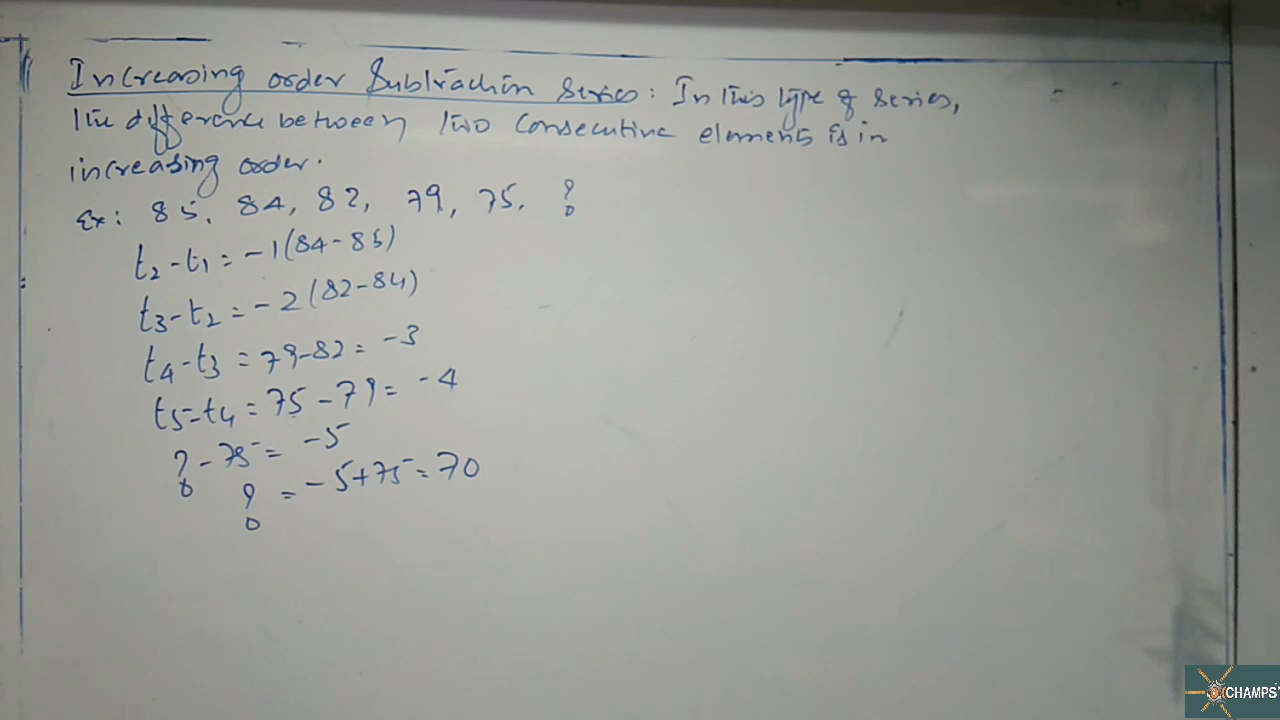 Increasing order Subtraction Series: In this type of series,
the difference between two consecutive elements is in
increasing order.
Ex: 85, 84, 82, 79, 75, ?
t2-t1 = -1(84-85)
t3-t2 = -2(82-84)
t4-t3 = 79-82 = -3
t5-t4 = 75-79 = -4
? - 75 = -5
? = -5+75 = 70
CHAMPS